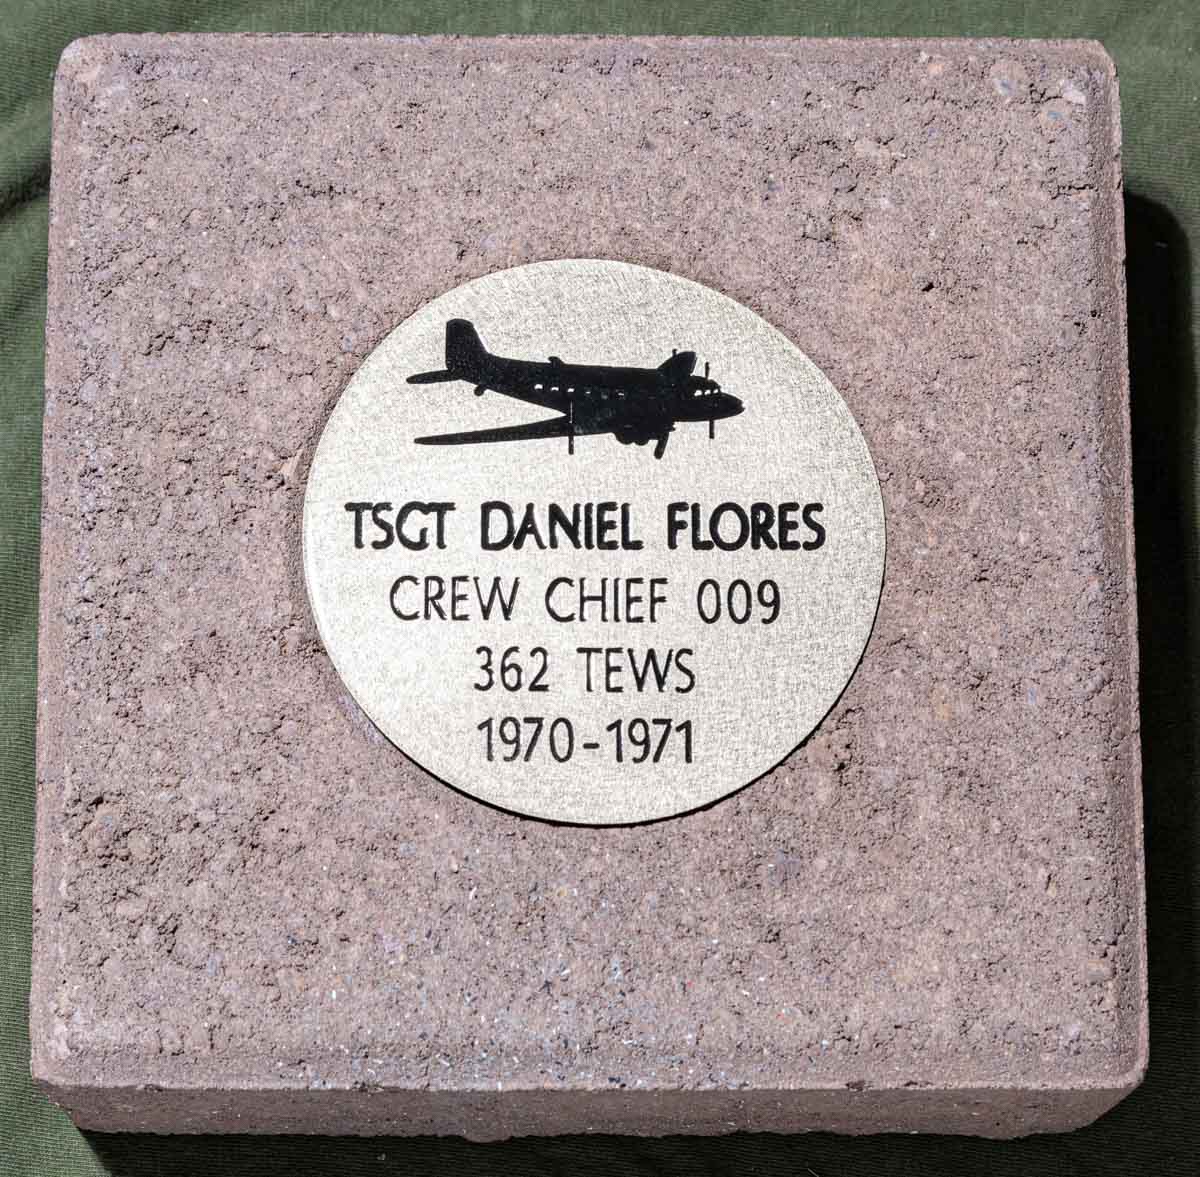 TSGT DANIEL FLORES
CREW CHIEF 009
362 TEWS
1970-1971